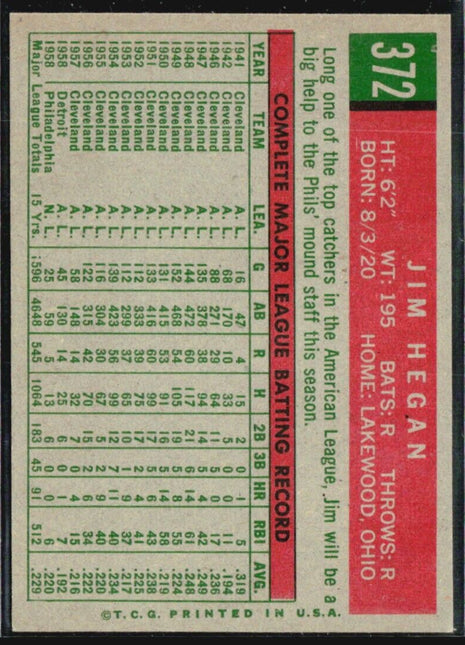 372
JIM HEGAN
HT: 6'2" WT: 195 BATS: R THROWS: R
BORN: 8/3/20 HOME: LAKEWOOD, OHIO
Long one of the top catchers in the American League, Jim will be a
big help to the Phils' mound staff this season.
COMPLETE MAJOR LEAGUE BATTING RECORD
YEAR TEAM LEA. G AB R H 2B 3B HR RBI AVG.
1941 Cleveland A. L. 16 47 4 15 2 0 1 5 .319
1942 Cleveland A. L. 68 170 10 33 5 0 0 11 .194
1946 Cleveland A. L. 88 271 29 64 11 5 0 17 .236
1947 Cleveland A. L. 135 378 38 94 14 5 4 42 .249
1948 Cleveland A. L. 144 472 60 117 21 6 14 61 .248
1949 Cleveland A. L. 152 468 54 105 19 5 8 55 .224
1950 Cleveland A. L. 131 415 53 91 16 5 14 58 .219
1951 Cleveland A. L. 133 416 60 99 17 5 6 43 .238
1952 Cleveland A. L. 112 333 39 75 17 2 4 41 .225
1953 Cleveland A. L. 112 299 37 65 10 1 9 37 .217
1954 Cleveland A. L. 139 423 56 99 12 7 11 40 .234
1955 Cleveland A. L. 116 304 30 67 5 2 9 40 .220
1956 Cleveland A. L. 122 315 42 70 15 2 6 34 .222
1957 Cleveland A. L. 58 148 14 32 7 0 4 15 .216
1958 Detroit A. L. 45 130 14 25 6 0 1 7 .192
1958 Philadelphia N. L. 25 59 5 13 6 0 0 6 .220
Major League Totals 15 Yrs. 1596 4648 545 1064 183 45 91 512 .229
©T.C.G. PRINTED IN U.S.A.